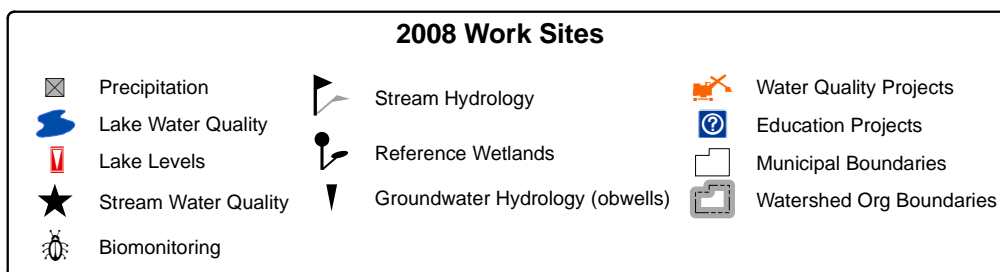 2008 Work Sites
Precipitation
Lake Water Quality
Lake Levels
Stream Water Quality
Biomonitoring
Stream Hydrology
Reference Wetlands
Groundwater Hydrology (obwells)
Water Quality Projects
?
Education Projects
Municipal Boundaries
Watershed Org Boundaries